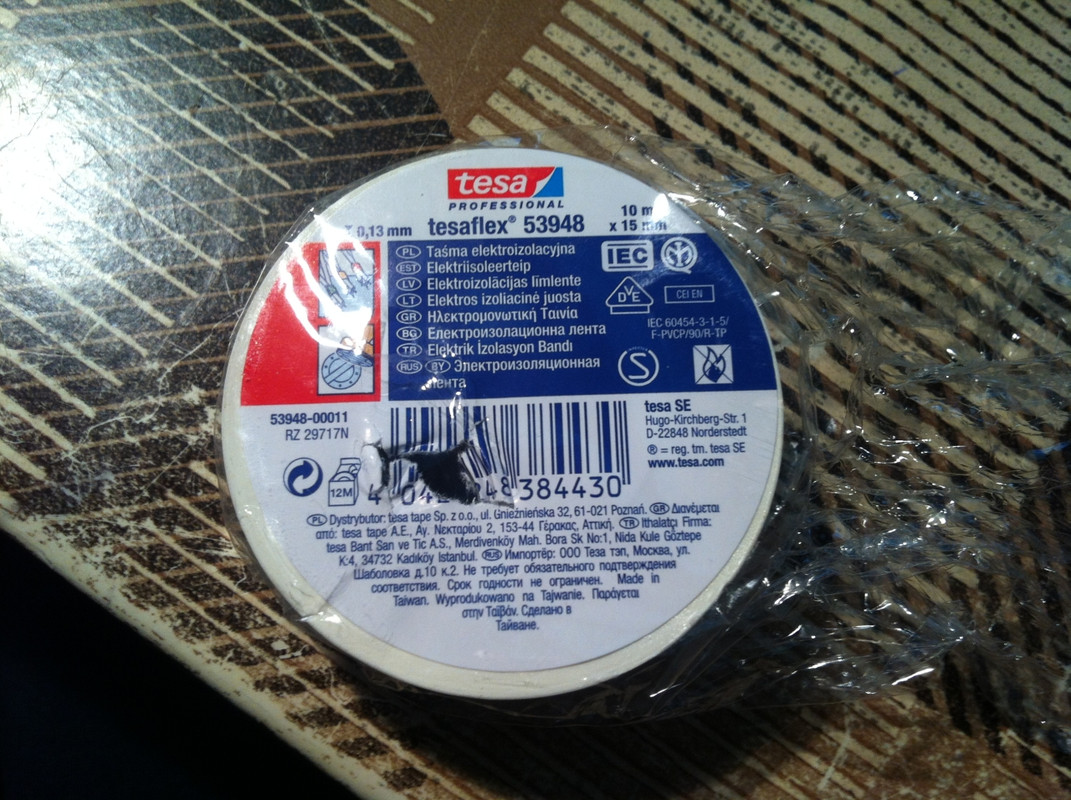 tesa
PROFESSIONAL
0,13 mm tesaflex® 53948 10 m x 15 mm
PL Taśma elektroizolacyjna
EST Elektriisoleerteip
LV Elektroizolācijas līmlente
LT Elektros izoliacinė juosta
GR Ηλεκτρομονωτική Ταινία
BG Електроизолационна лента
TR Elektrik İzolasyon Bandı
RUS BY Электроизоляционная
лента
IEC
DVE
CEI EN
IEC 60454-3-1-5/
F-PVCP/90/R-TP
S
53948-00011
RZ 29717N
12M
384430
tesa SE
Hugo-Kirchberg-Str. 1
D-22848 Norderstedt
® = reg. tm. tesa SE
www.tesa.com
PL Dystrybutor: tesa tape Sp. z o.o., ul. Gnieźnieńska 32, 61-021 Poznań. GR Διανέμεται
από: tesa tape A.E., Αγ. Νεκταρίου 2, 153-44 Γέρακας, Αττική. TR Ithalatçı Firma:
tesa Bant San ve Tic A.S., Merdivenköy Mah. Bora Sk No:1, Nida Kule Göztepe
K:4, 34732 Kadıköy Istanbul. RUS Импортёр: ООО Теза тэп, Москва, ул.
Шаболовка д.10 к.2. Не требует обязательного подтверждения
соответствия. Срок годности не ограничен. Made in
Taiwan. Wyprodukowano na Tajwanie. Παράγεται
στην Ταϊβάν. Сделано в
Тайване.